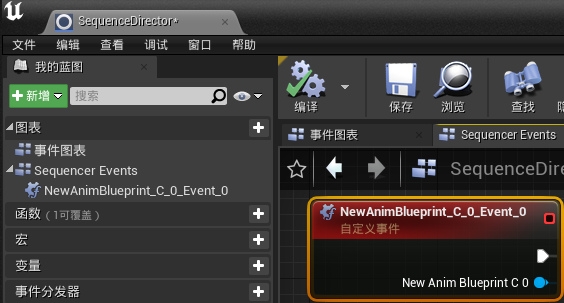 SequenceDirector*
文件 编辑 查看 调试 窗口 帮助
我的蓝图
新增 搜索
图表
事件图表
Sequencer Events
NewAnimBlueprint_C_0_Event_0
函数 (1可覆盖)
宏
变量
事件分发器
编译 保存 浏览 查找
事件图表 Sequencer Events
SequenceDire
NewAnimBlueprint_C_0_Event_0
自定义事件
New Anim Blueprint C 0